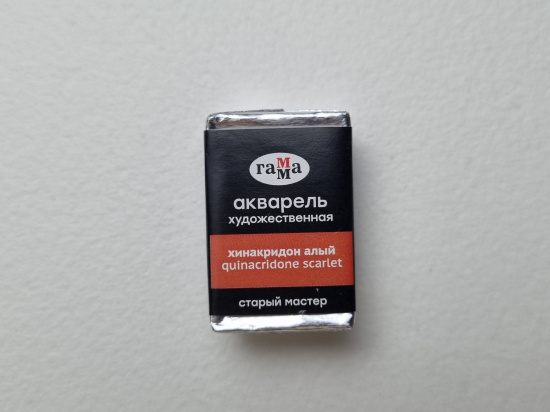 гамма
акварель
художественная
хинакридон алый
quinacridone scarlet
старый мастер